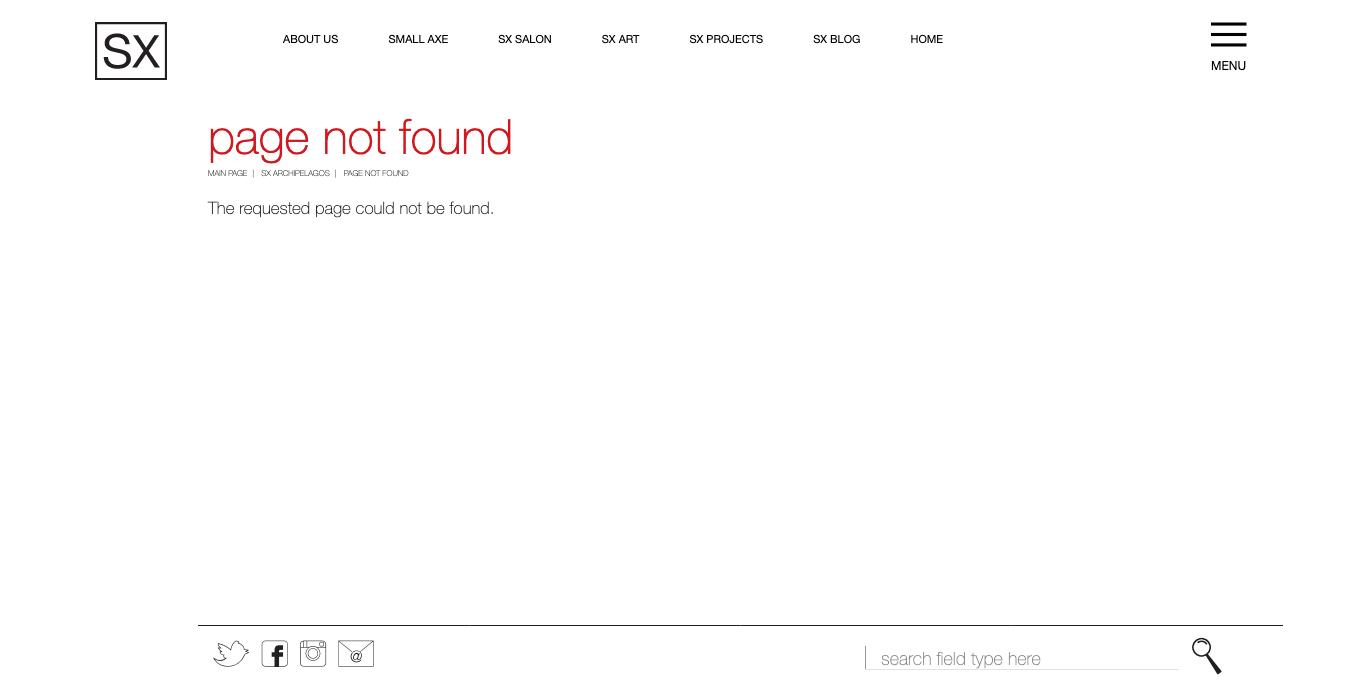 SX
ABOUT US SMALL AXE SX SALON SX ART SX PROJECTS SX BLOG HOME
MENU
page not found
MAIN PAGE | SX ARCHIPELAGOS | PAGE NOT FOUND
The requested page could not be found.
f @ search field type here